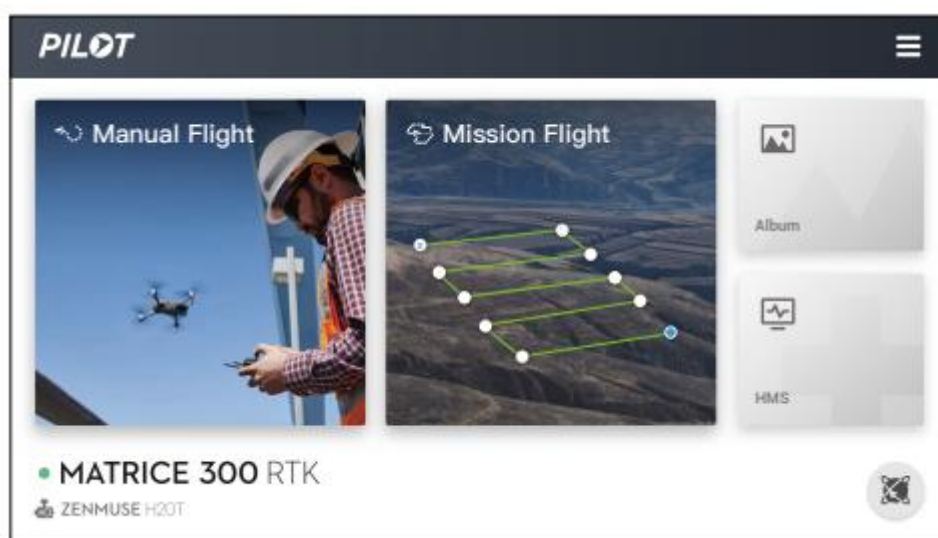 PILOT
Manual Flight
Mission Flight
Album
HMS
MATRICE 300 RTK
ZENMUSE H20T